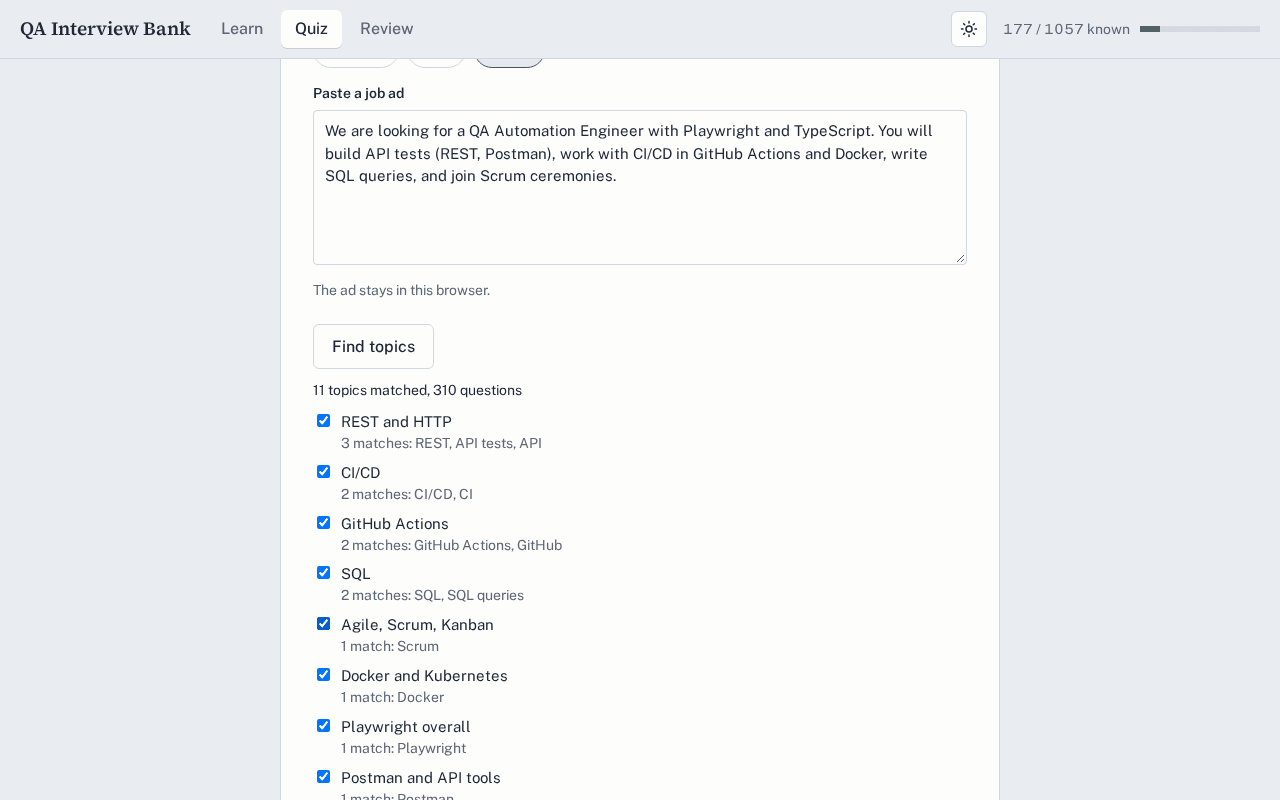 QA Interview Bank
Learn
Quiz
Review
177 / 1057 known
Paste a job ad
We are looking for a QA Automation Engineer with Playwright and TypeScript. You will
build API tests (REST, Postman), work with CI/CD in GitHub Actions and Docker, write
SQL queries, and join Scrum ceremonies.
The ad stays in this browser.
Find topics
11 topics matched, 310 questions
REST and HTTP
3 matches: REST, API tests, API
CI/CD
2 matches: CI/CD, CI
GitHub Actions
2 matches: GitHub Actions, GitHub
SQL
2 matches: SQL, SQL queries
Agile, Scrum, Kanban
1 match: Scrum
Docker and Kubernetes
1 match: Docker
Playwright overall
1 match: Playwright
Postman and API tools
1 match: Postman